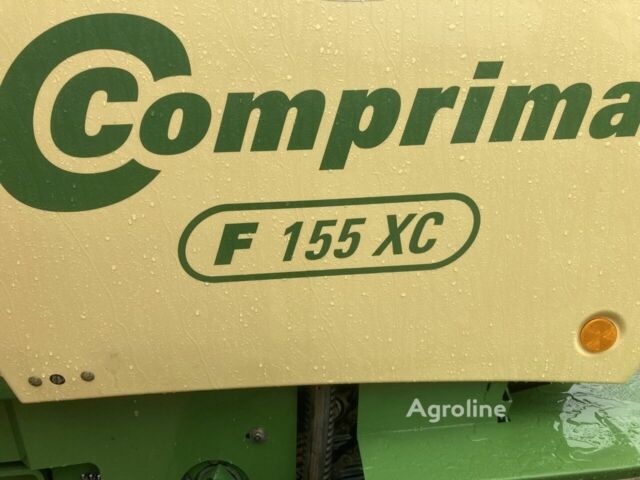 Comprima
F 155 XC
Agroline